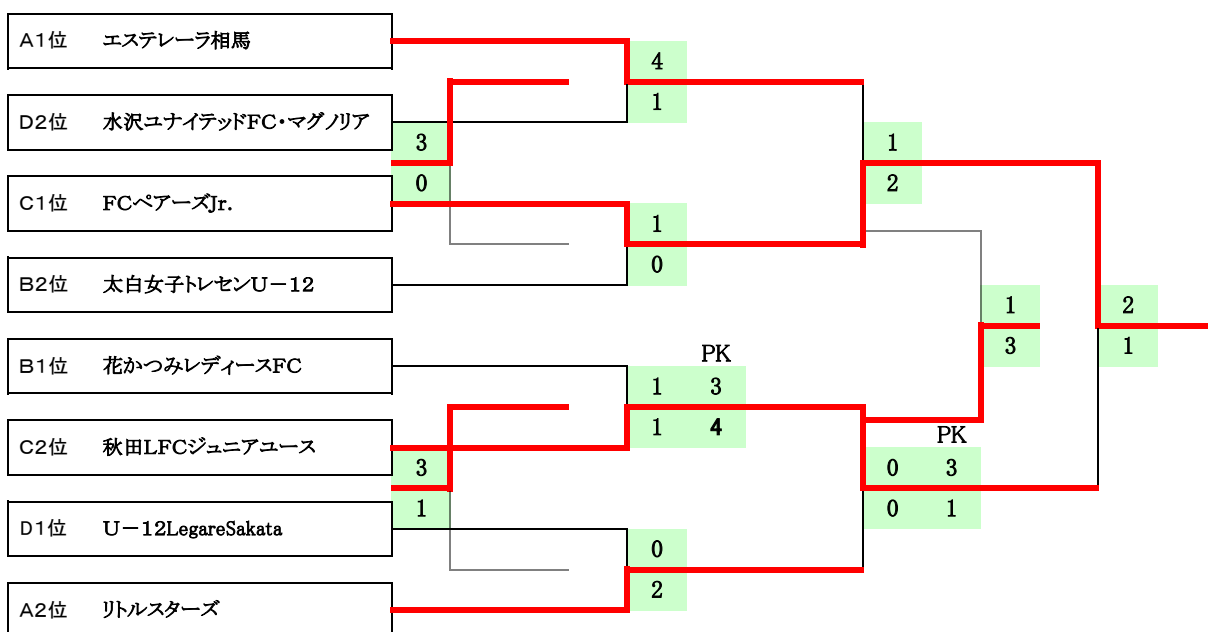 A1位 エステレーラ相馬
4
D2位 水沢ユナイテッドFC・マグノリア
1
3
1
0
2
C1位 FCペアーズJr.
1
0
B2位 太白女子トレセンU－12
1
2
3
1
B1位 花かつみレディースFC
PK
1 3
1 4
C2位 秋田LFCジュニアユース
PK
3
0 3
1
0 1
D1位 U－12LegareSakata
0
2
A2位 リトルスターズ